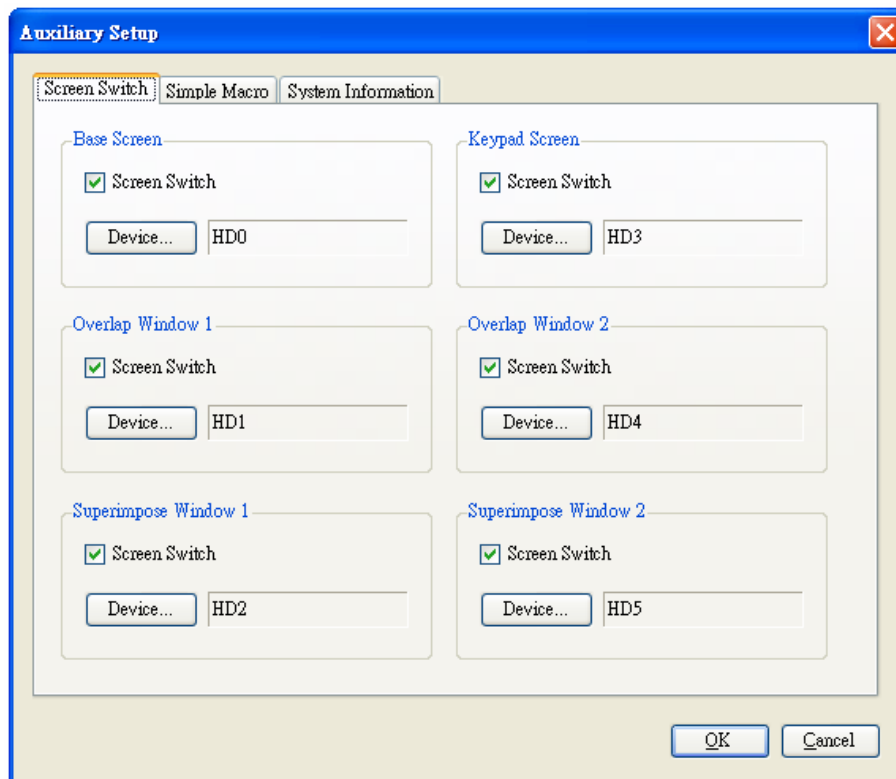 Auxiliary Setup
Screen Switch Simple Macro System Information
Base Screen
Screen Switch
Device... HD0
Keypad Screen
Screen Switch
Device... HD3
Overlap Window 1
Screen Switch
Device... HD1
Overlap Window 2
Screen Switch
Device... HD4
Superimpose Window 1
Screen Switch
Device... HD2
Superimpose Window 2
Screen Switch
Device... HD5
OK Cancel